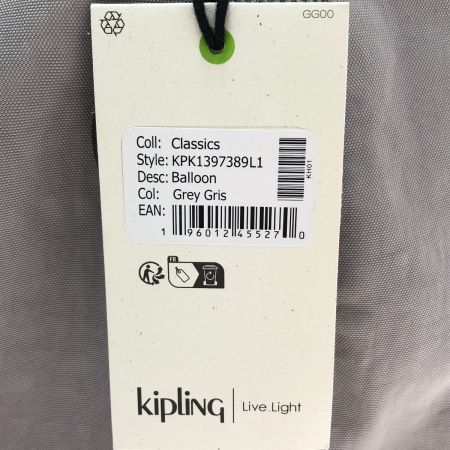 GG00
Coll: Classics
Style: KPK1397389L1
Desc: Balloon
Col: Grey Gris
EAN:
1 96012 45527 0
KH01
FR
kipling | Live.Light